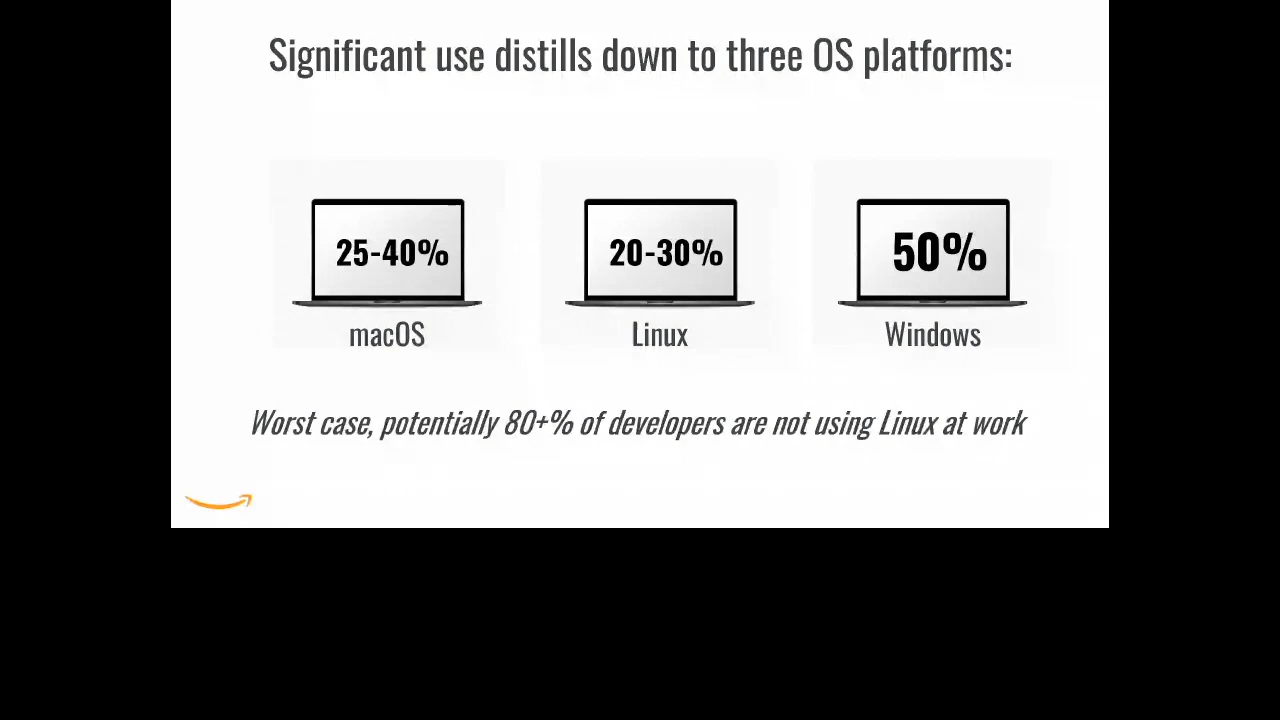 Significant use distills down to three OS platforms:
25-40%
20-30%
50%
macOS
Linux
Windows
Worst case, potentially 80+% of developers are not using Linux at work